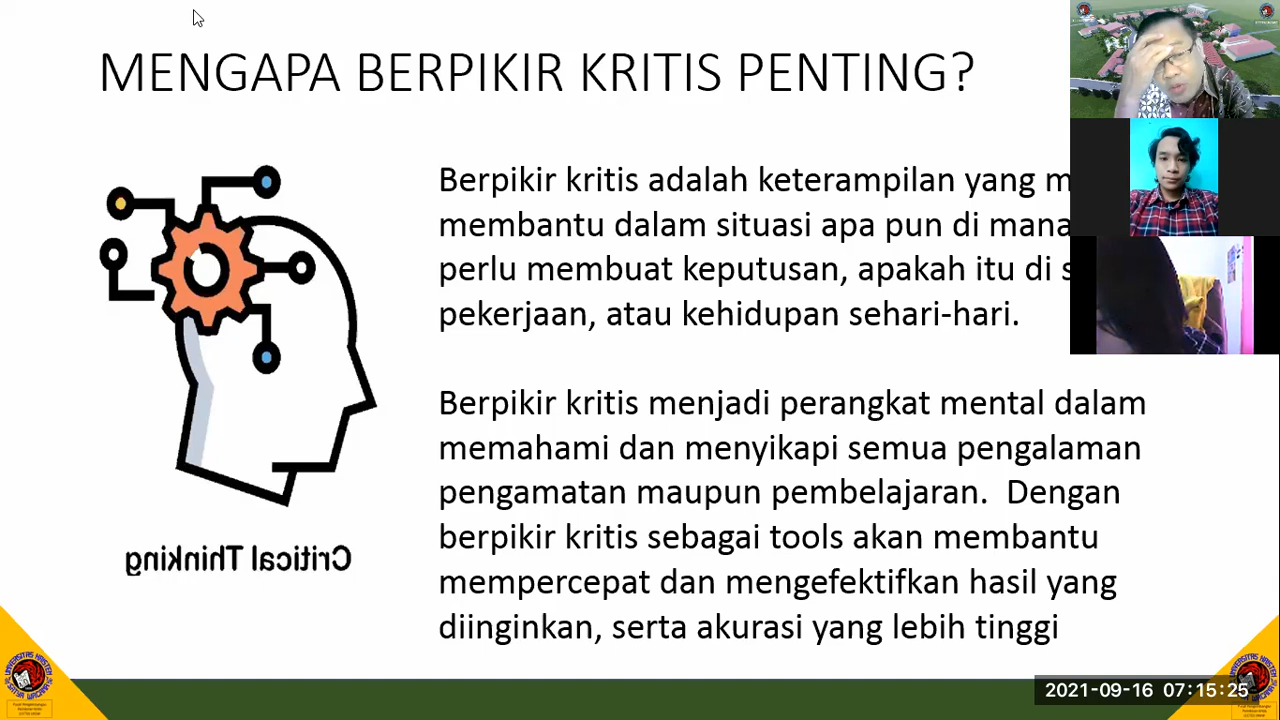 MENGAPA BERPIKIR KRITIS PENTING?
Berpikir kritis adalah keterampilan yang
membantu dalam situasi apa pun di mana
perlu membuat keputusan, apakah itu di
pekerjaan, atau kehidupan sehari-hari.
Berpikir kritis menjadi perangkat mental dalam
memahami dan menyikapi semua pengalaman
pengamatan maupun pembelajaran. Dengan
berpikir kritis sebagai tools akan membantu
mempercepat dan mengefektifkan hasil yang
diinginkan, serta akurasi yang lebih tinggi
Critical Thinking
2021-09-16 07:15:25